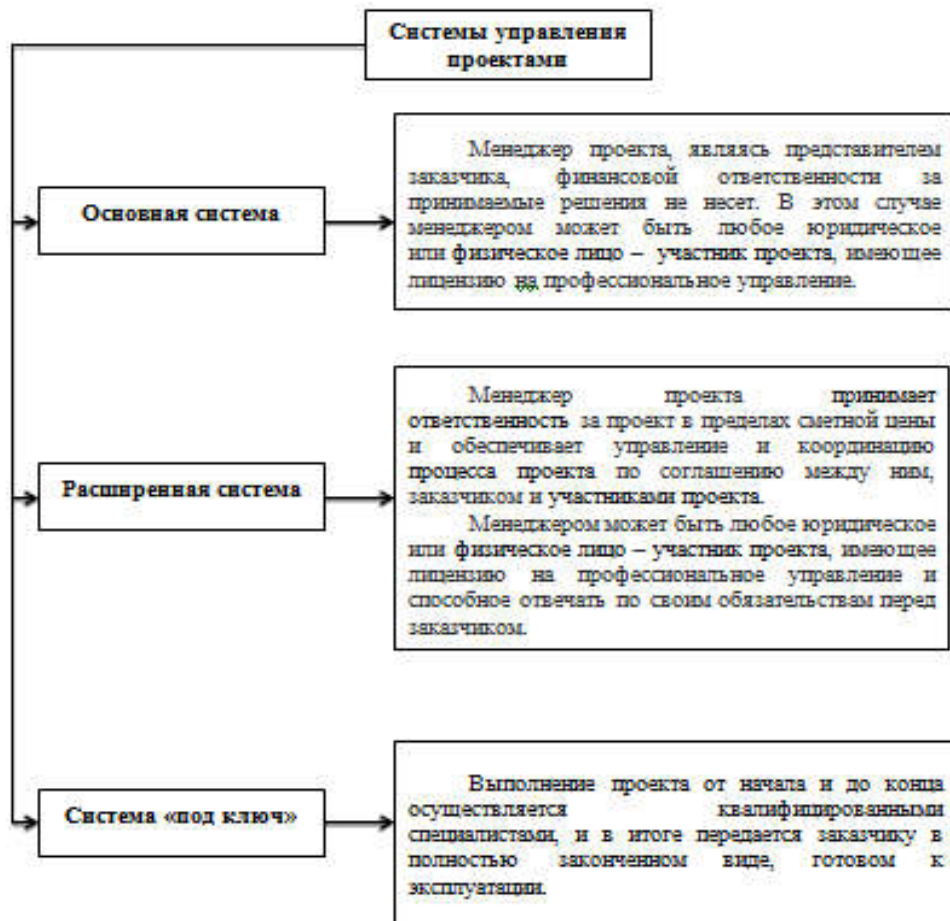 Системы управления
проектами
Основная система
Менеджер проекта, являясь представителем
заказчика, финансовой ответственности за
принимаемые решения не несет. В этом случае
менеджером может быть любое юридическое
или физическое лицо – участник проекта, имеющее
лицензию на профессиональное управление.
Расширенная система
Менеджер проекта принимает
ответственность за проект в пределах сметной цены
и обеспечивает управление и координацию
процесса проекта по соглашению между ним,
заказчиком и участниками проекта.
Менеджером может быть любое юридическое
или физическое лицо – участник проекта, имеющее
лицензию на профессиональное управление и
способное отвечать по своим обязательствам перед
заказчиком.
Система «под ключ»
Выполнение проекта от начала и до конца
осуществляется квалифицированными
специалистами, и в итоге передается заказчику в
полностью законченном виде, готовом к
эксплуатации.